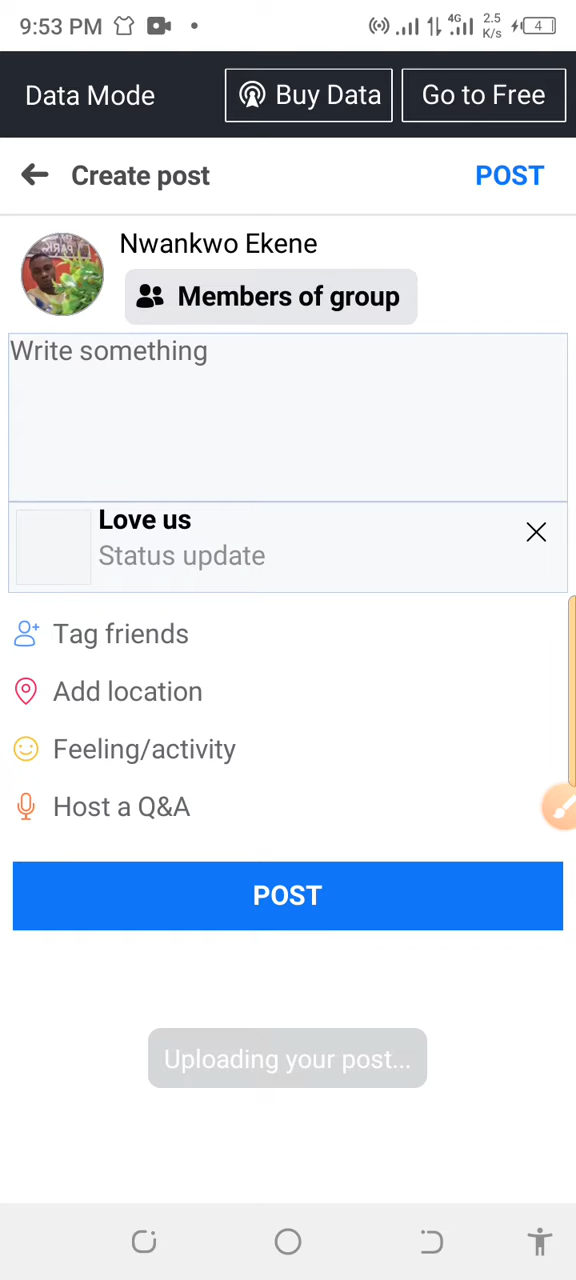 9:53 PM 4G 2.5 K/s 4
Data Mode Buy Data Go to Free
Create post POST
Nwankwo Ekene
Members of group
Write something
Love us
Status update
Tag friends
Add location
Feeling/activity
Host a Q&A
POST
Uploading your post...